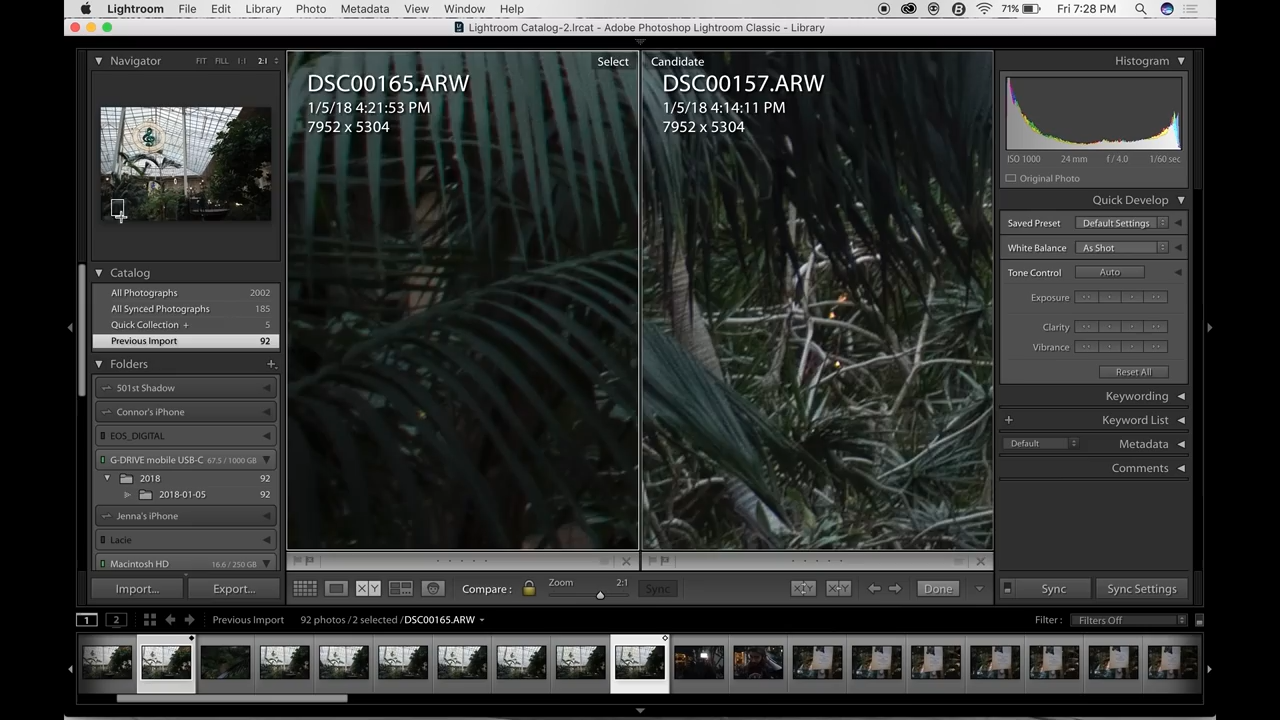 Lightroom File Edit Library Photo Metadata View Window Help 71% Fri 7:28 PM
Lightroom Catalog-2.lrcat - Adobe Photoshop Lightroom Classic - Library
Navigator FIT FILL 1:1 2:1
Select
DSC00165.ARW
1/5/18 4:21:53 PM
7952 x 5304
Candidate
DSC00157.ARW
1/5/18 4:14:11 PM
7952 x 5304
Histogram
ISO 1000 24 mm f / 4.0 1/60 sec
Original Photo
Quick Develop
Saved Preset Default Settings
White Balance As Shot
Tone Control Auto
Exposure
Clarity
Vibrance
Reset All
Keywording
+ Keyword List
Default Metadata
Comments
Catalog
All Photographs 2002
All Synced Photographs 185
Quick Collection + 5
Previous Import 92
Folders +
501st Shadow
Connor's iPhone
EOS_DIGITAL
G-DRIVE mobile USB-C 67.5 / 1000 GB
2018 92
2018-01-05 92
Jenna's iPhone
Lacie
Macintosh HD 16.6 / 250 GB
Import... Export...
XY Compare : Zoom 2:1 Sync Done
Sync Sync Settings
1 2 Previous Import 92 photos / 2 selected / DSC00165.ARW Filter : Filters Off